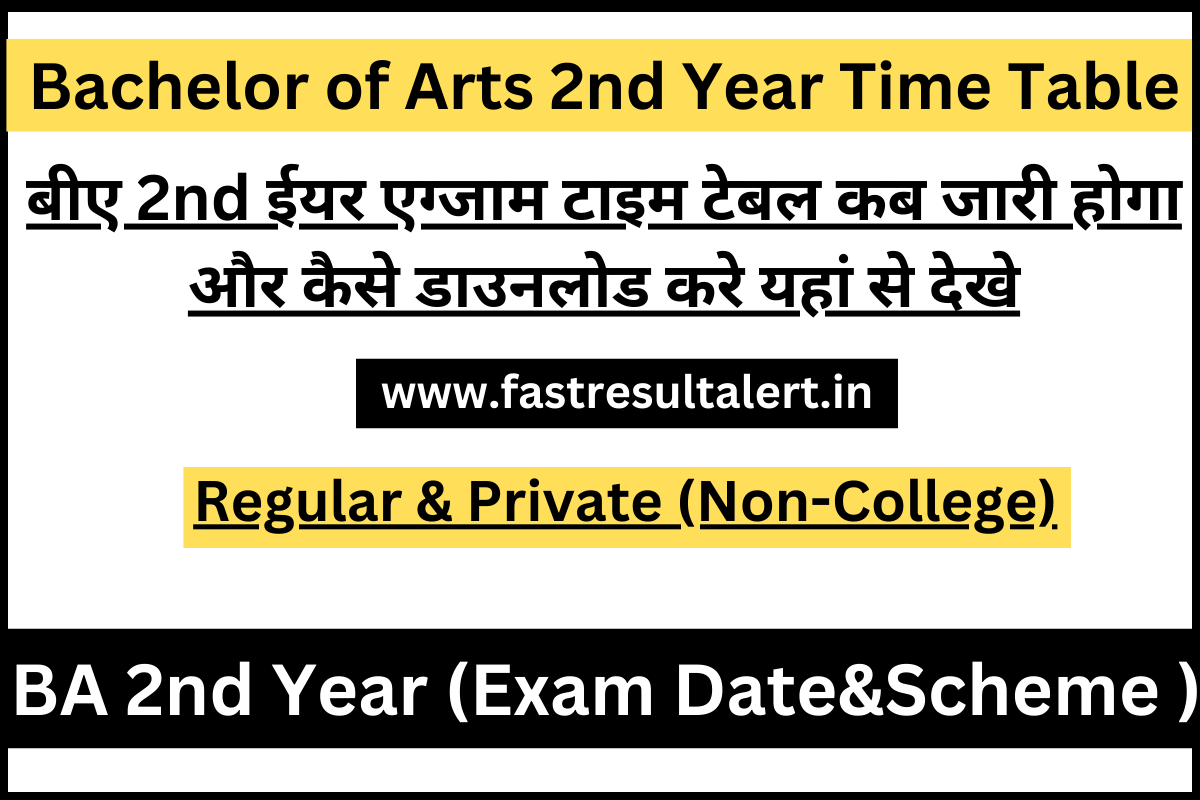 Bachelor of Arts 2nd Year Time Table
बीए 2nd ईयर एग्जाम टाइम टेबल कब जारी होगा
और कैसे डाउनलोड करे यहां से देखे
www.fastresultalert.in
Regular & Private (Non-College)
BA 2nd Year (Exam Date&Scheme )